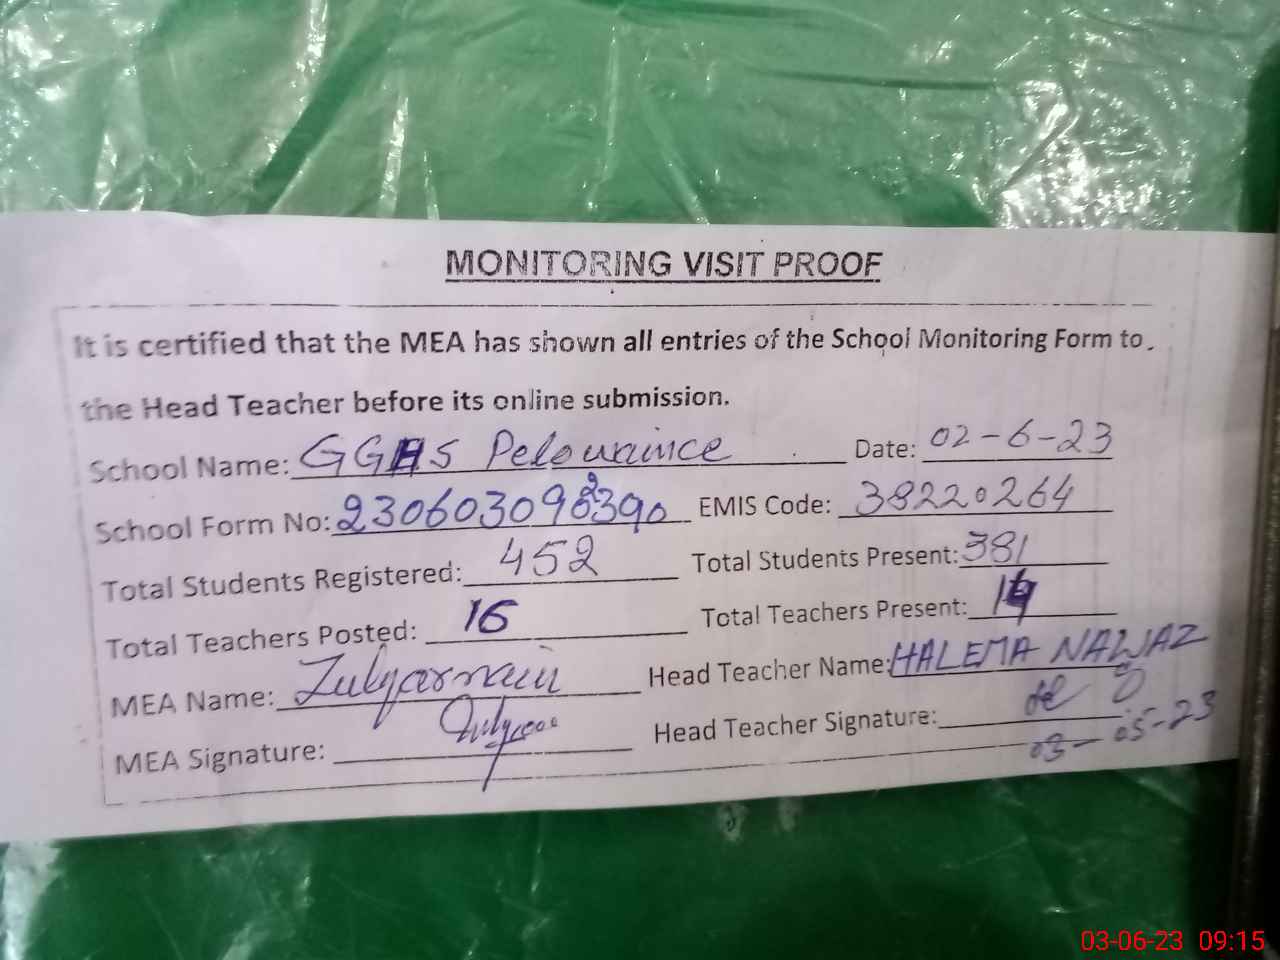 MONITORING VISIT PROOF
It is certified that the MEA has shown all entries of the School Monitoring Form to
the Head Teacher before its online submission.
School Name: GGHS Date: 02-6-23
School Form No: EMIS Code: 38220264
Total Students Registered: 452 Total Students Present: 381
Total Teachers Posted: 16 Total Teachers Present:
MEA Name: Zulqarnain Head Teacher Name: HALEMA NAWAZ
MEA Signature: Head Teacher Signature:
03-05-23
03-06-23 09:15